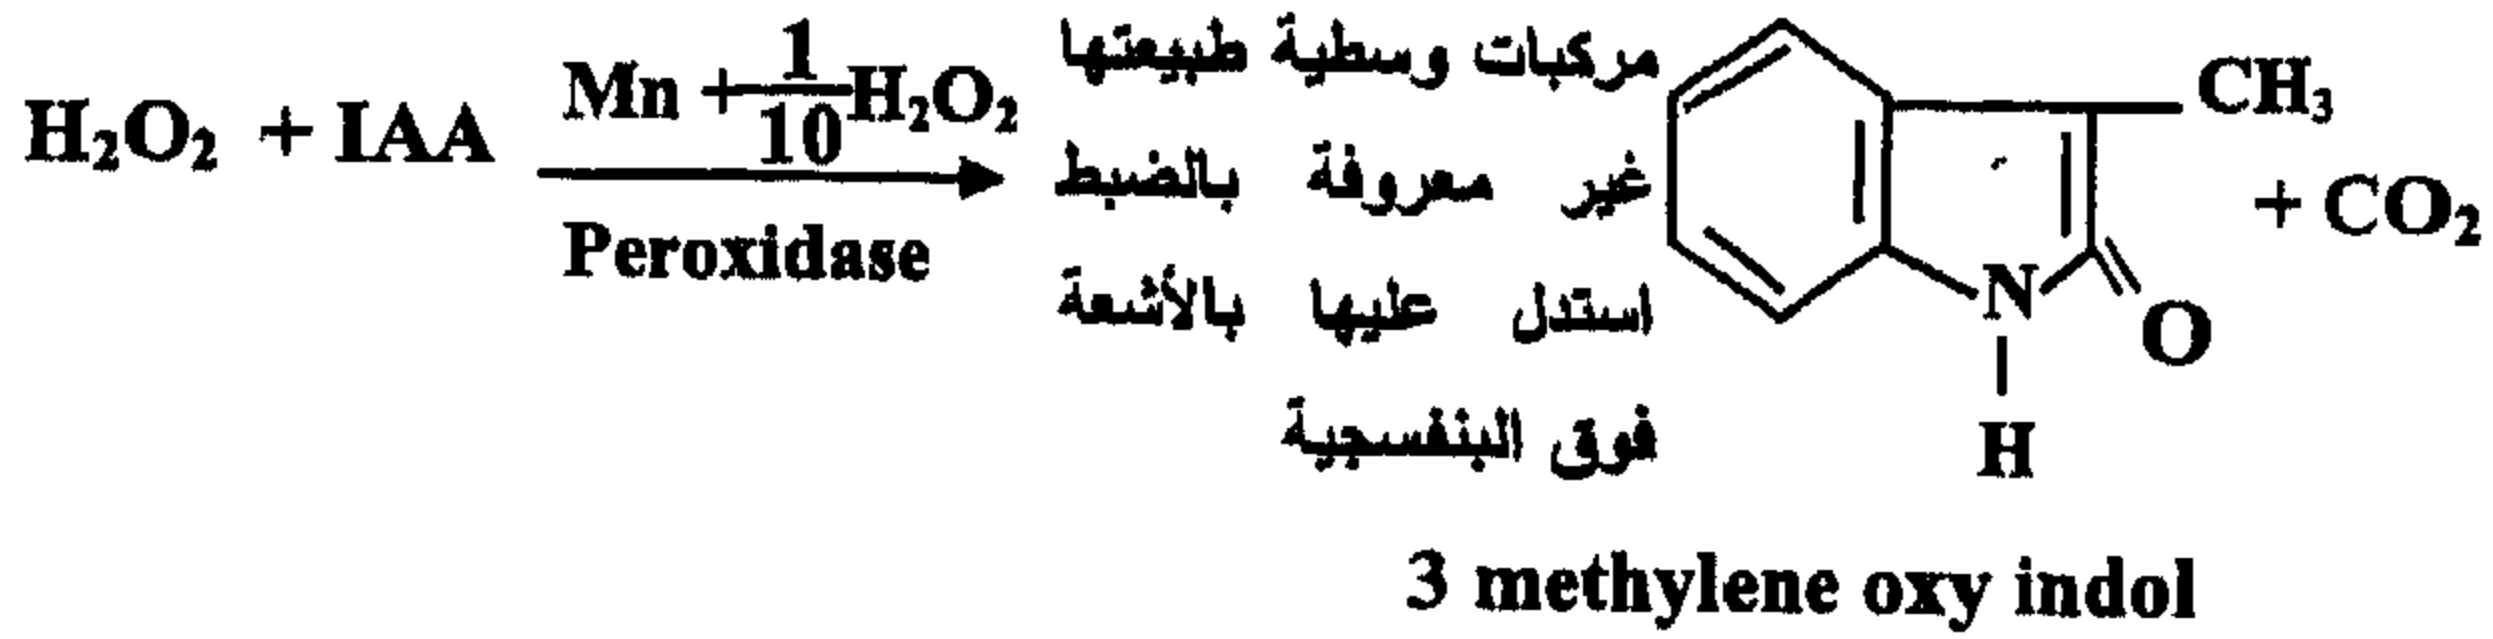 H₂O₂ + IAA
Mn + 1/10 H₂O₂
Peroxidase
مركبات وسطية طبيعتها
غير معروفة بالضبط
استدل عليها بالأشعة
فوق البنفسجية
CH₃
N
H
O
+ CO₂
3 methylene oxy indol